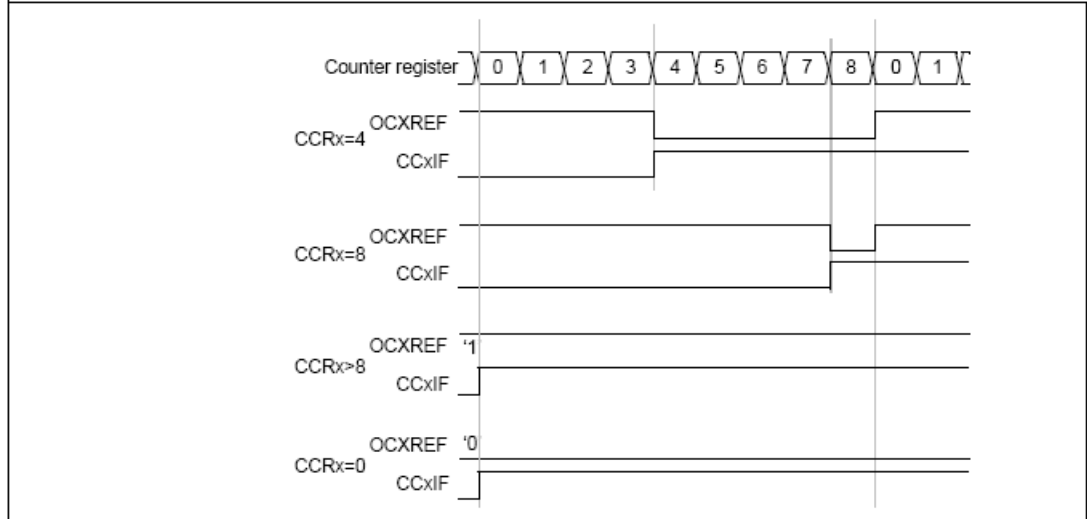 Counter register 0 1 2 3 4 5 6 7 8 0 1
OCXREF
CCRx=4
CCxIF
OCXREF
CCRx=8
CCxIF
OCXREF '1'
CCRx>8
CCxIF
OCXREF '0'
CCRx=0
CCxIF